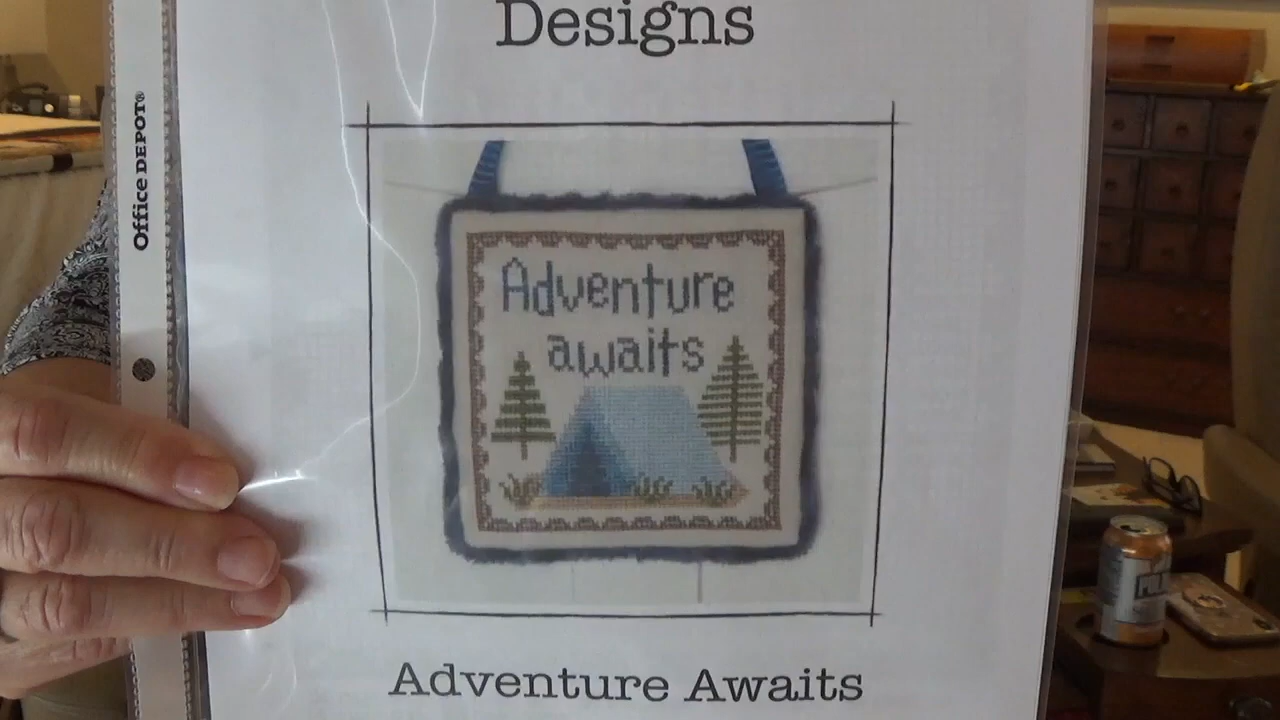 Designs
Office DEPOT®
Adventure
awaits
Adventure Awaits